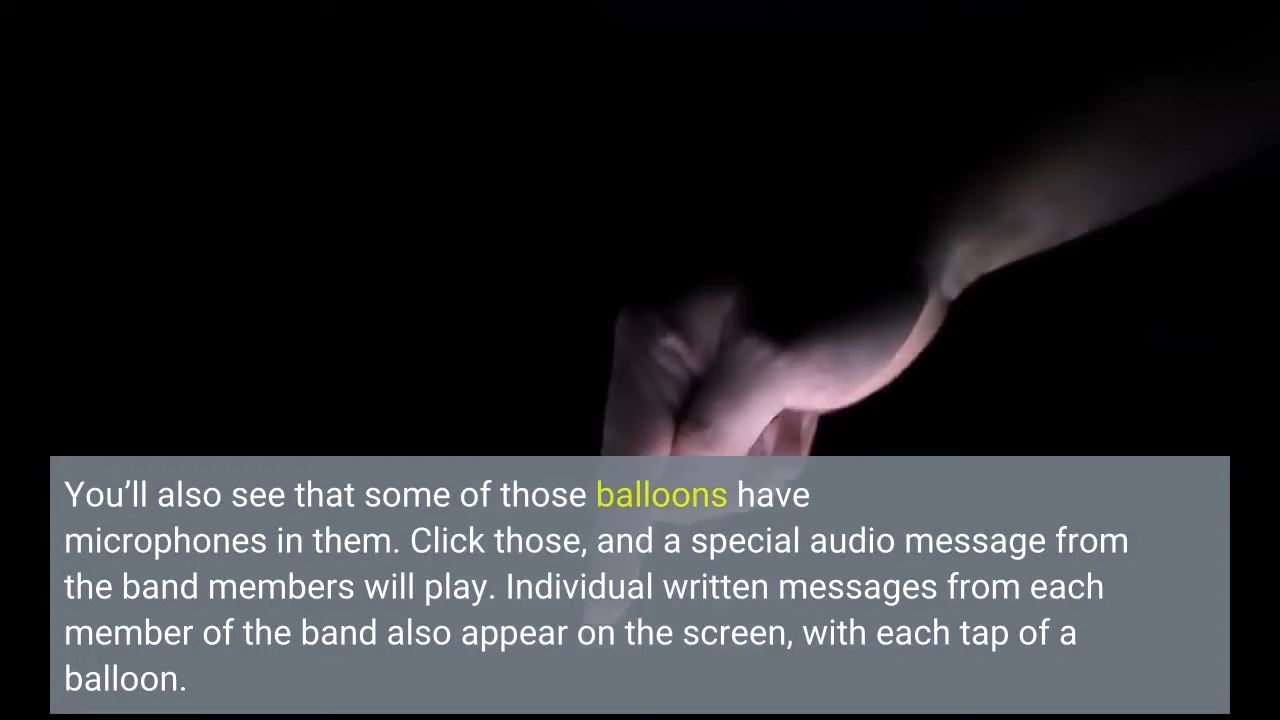 You’ll also see that some of those balloons have
microphones in them. Click those, and a special audio message from
the band members will play. Individual written messages from each
member of the band also appear on the screen, with each tap of a
balloon.